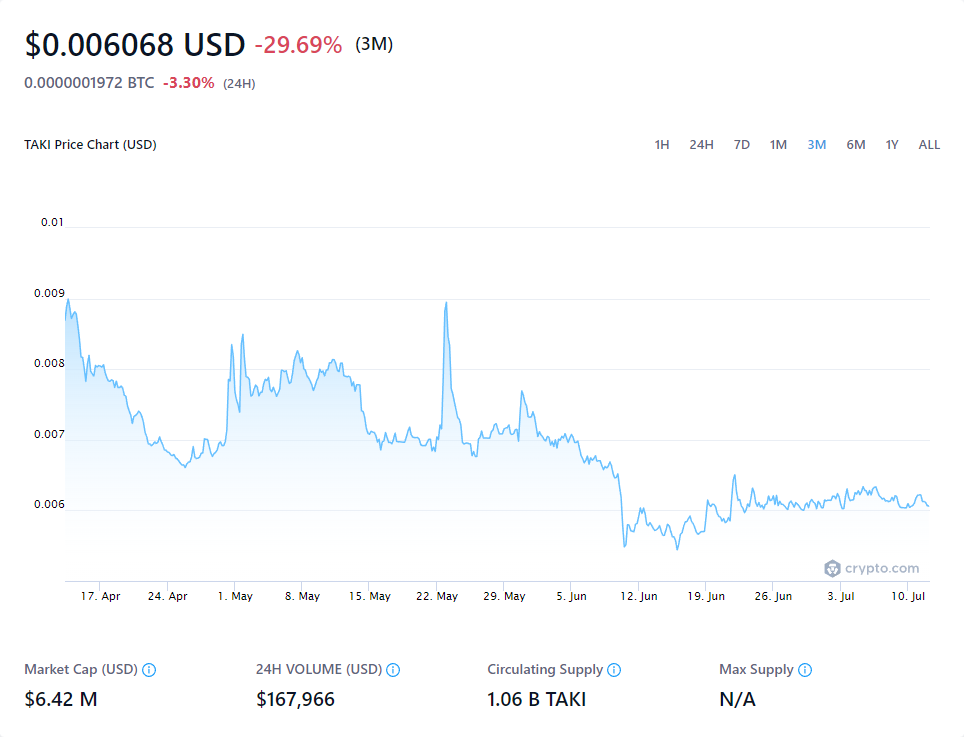 $0.006068 USD -29.69% (3M)
0.0000001972 BTC -3.30% (24H)
TAKI Price Chart (USD) 1H 24H 7D 1M 3M 6M 1Y ALL
0.01
0.009
0.008
0.007
0.006
crypto.com
17. Apr 24. Apr 1. May 8. May 15. May 22. May 29. May 5. Jun 12. Jun 19. Jun 26. Jun 3. Jul 10. Jul
Market Cap (USD) 24H VOLUME (USD) Circulating Supply Max Supply
$6.42 M $167,966 1.06 B TAKI N/A